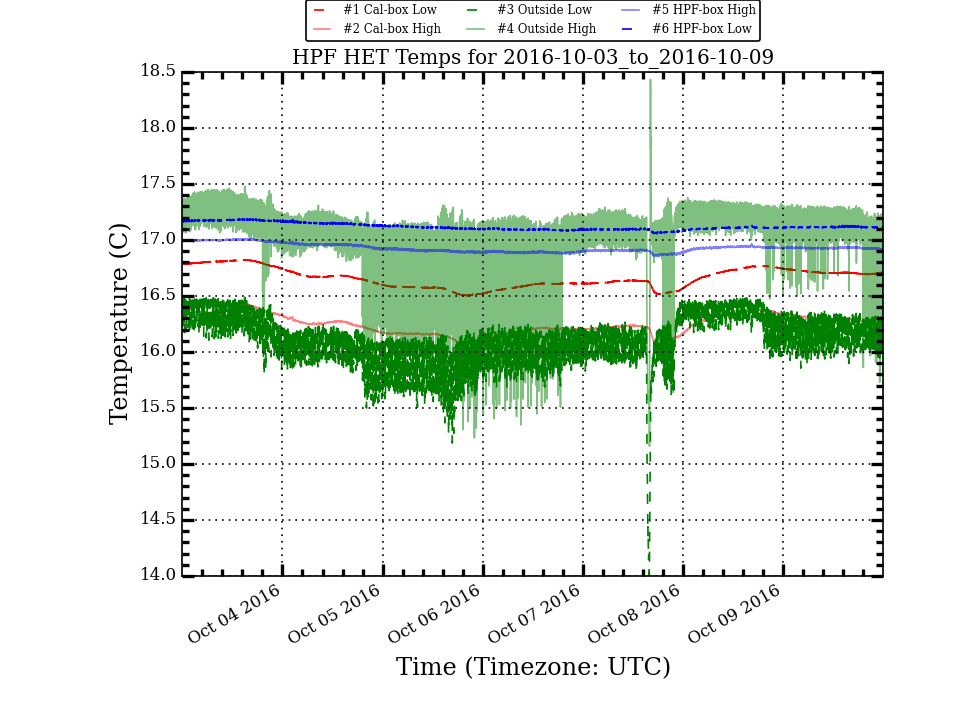 #1 Cal-box Low #3 Outside Low #5 HPF-box High
#2 Cal-box High #4 Outside High #6 HPF-box Low
HPF HET Temps for 2016-10-03_to_2016-10-09
18.5
18.0
17.5
17.0
16.5
16.0
15.5
15.0
14.5
14.0
Temperature (C)
Oct 04 2016 Oct 05 2016 Oct 06 2016 Oct 07 2016 Oct 08 2016 Oct 09 2016
Time (Timezone: UTC)